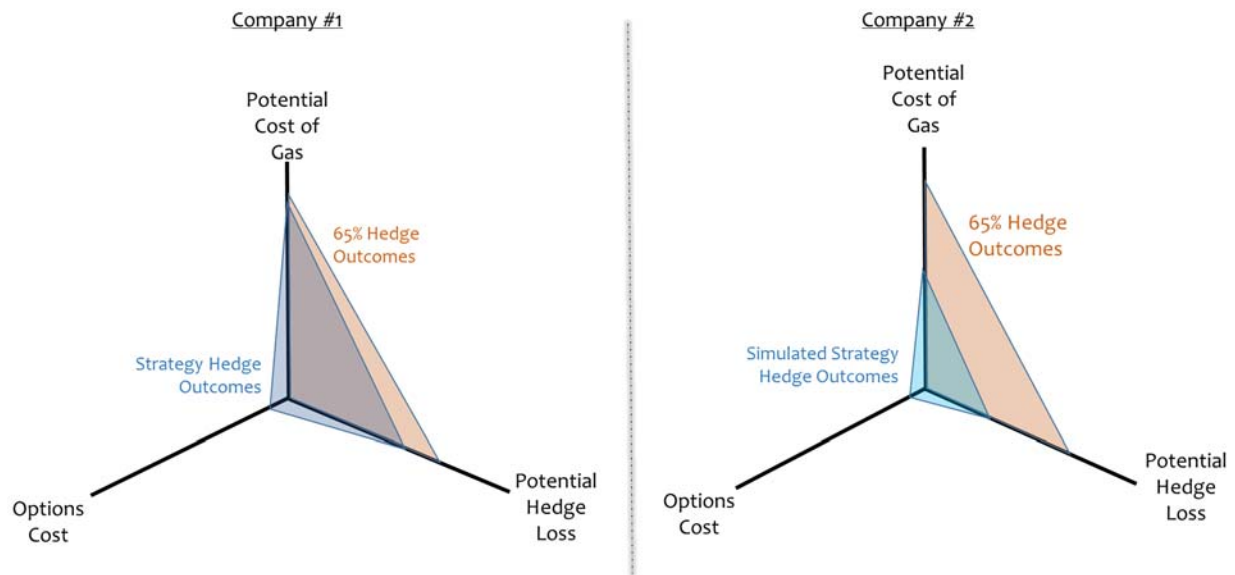 Company #1
Potential
Cost of
Gas
65% Hedge
Outcomes
Strategy Hedge
Outcomes
Options
Cost
Potential
Hedge
Loss
Company #2
Potential
Cost of
Gas
65% Hedge
Outcomes
Simulated Strategy
Hedge Outcomes
Options
Cost
Potential
Hedge
Loss